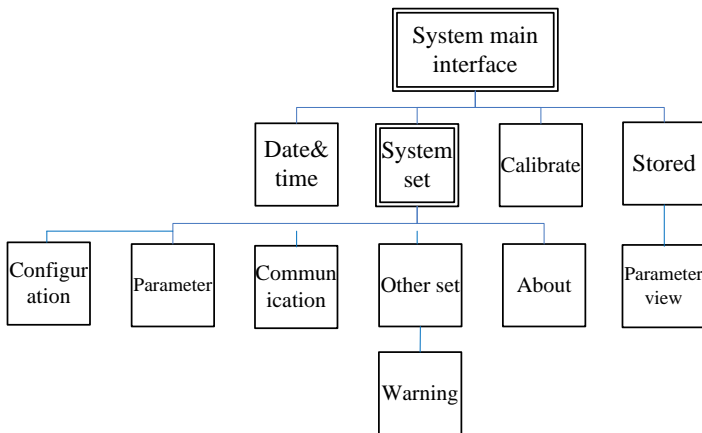 System main
interface
Date&
time
System
set
Calibrate
Stored
Configur
ation
Parameter
Commun
ication
Other set
About
Parameter
view
Warning